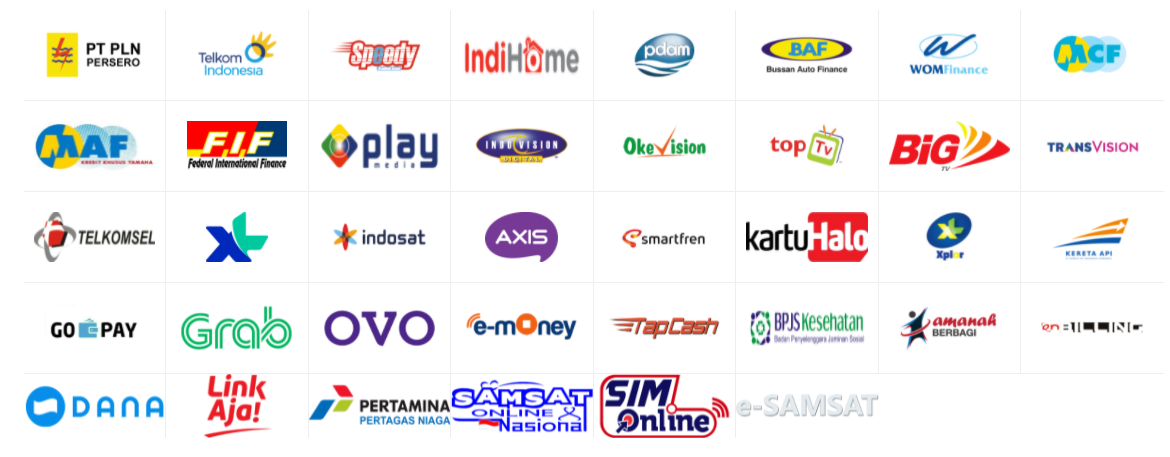 PT PLN
PERSERO
Telkom
Indonesia
Speedy
IndiHome
pdam
BAF
Bussan Auto Finance
WOMFinance
MCF
MAF
KREDIT KHUSUS YAMAHA
F.I.F
Federal International Finance
play
media
INDOVISION
DIGITAL
OkeVision
top
Tv
BiG
TV
TRANSVISION
TELKOMSEL
XL
indosat
AXIS
smartfren
kartuHalo
Xplor
KERETA API
GO PAY
Grab
OVO
e-money
TapCash
BPJS Kesehatan
Badan Penyelenggara Jaminan Sosial
amanah
BERBAGI
BILLING
DANA
Link
Aja!
PERTAMINA
PERTAGAS NIAGA
SAMSAT
ONLINE
Nasional
SIM
Online
e-SAMSAT